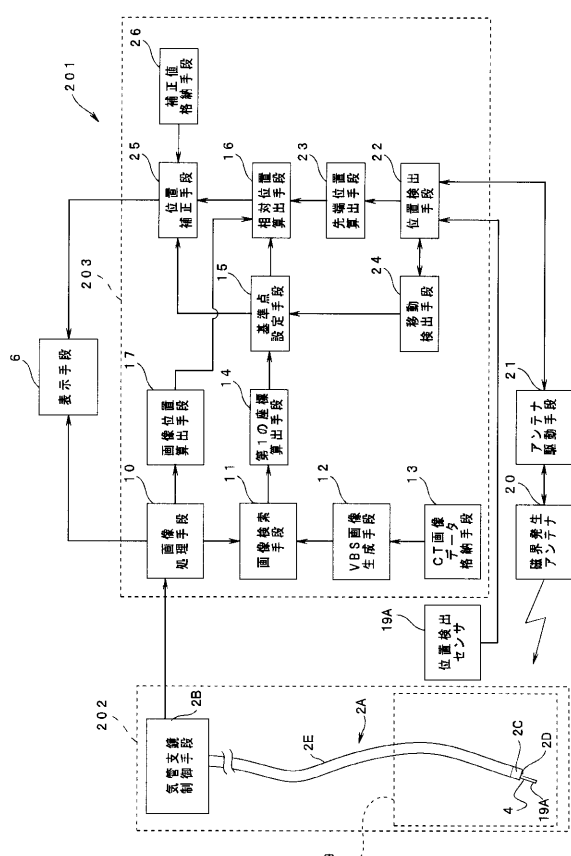 202
気管支鏡
制御手段
2B
2E
2A
2C
2D
4
19A
位置検出
センサ
19A
201
203
6
表示手段
10
画像
処理手段
17
画像位置
算出手段
11
画像検索
手段
14
第1の座標
算出手段
12
VBS画像
生成手段
13
CT画像
データ
格納手段
15
基準点
設定手段
25
位置
補正手段
26
補正値
格納手段
16
相対位置
算出手段
23
先端位置
算出手段
22
位置検出
手段
24
移動
検出手段
20
磁界発生
アンテナ
21
アンテナ
駆動手段